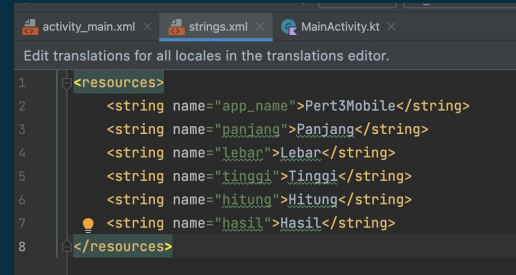 activity_main.xml
strings.xml
MainActivity.kt
Edit translations for all locales in the translations editor.
1 <resources>
2 <string name="app_name">Pert3Mobile</string>
3 <string name="panjang">Panjang</string>
4 <string name="lebar">Lebar</string>
5 <string name="tinggi">Tinggi</string>
6 <string name="hitung">Hitung</string>
7 <string name="hasil">Hasil</string>
8 </resources>